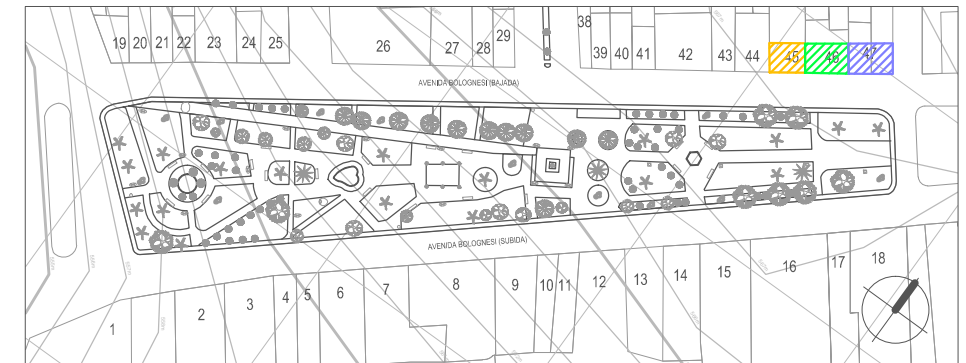 38
19 20 21 22 23 24 25 26 27 28 29 39 40 41 42 43 44 45 46 47
AVENIDA BOLOGNESI (BAJADA)
AVENIDA BOLOGNESI (SUBIDA)
1 2 3 4 5 6 7 8 9 10 11 12 13 14 15 16 17 18